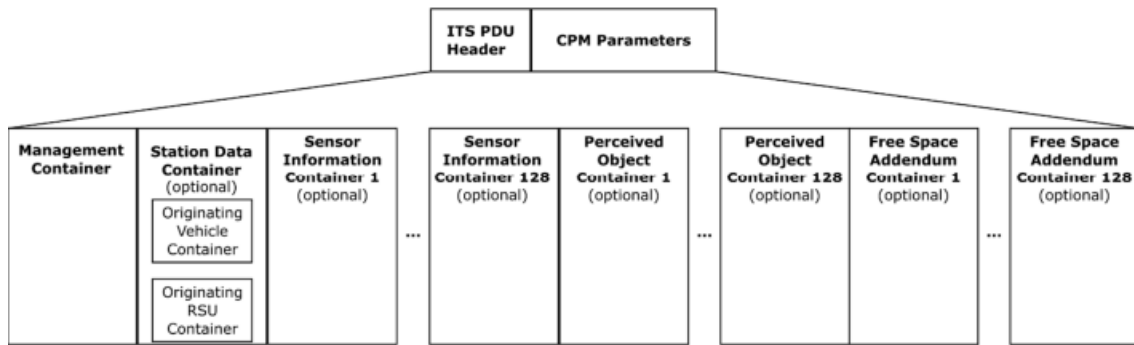 ITS PDU
Header
CPM Parameters
Management
Container
Station Data
Container
(optional)
Originating
Vehicle
Container
Originating
RSU
Container
Sensor
Information
Container 1
(optional)
...
Sensor
Information
Container 128
(optional)
Perceived
Object
Container 1
(optional)
...
Perceived
Object
Container 128
(optional)
Free Space
Addendum
Container 1
(optional)
...
Free Space
Addendum
Container 128
(optional)